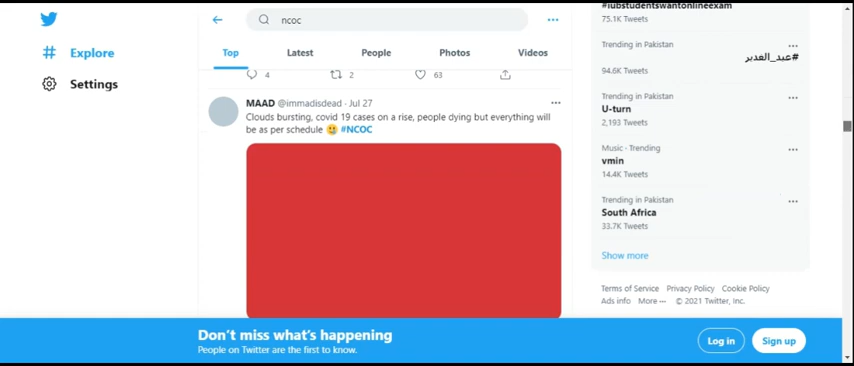 ncoc
Explore
Settings
Top Latest People Photos Videos
4 2 63
MAAD @immadisdead · Jul 27
Clouds bursting, covid 19 cases on a rise, people dying but everything will
be as per schedule 🥲 #NCOC
#iubstudentswantonlineexam
75.1K Tweets
Trending in Pakistan
#عيد_الغدير
94.6K Tweets
Trending in Pakistan
U-turn
2,193 Tweets
Music · Trending
vmin
14.4K Tweets
Trending in Pakistan
South Africa
33.7K Tweets
Show more
Terms of Service Privacy Policy Cookie Policy
Ads info More ··· © 2021 Twitter, Inc.
Don't miss what's happening
People on Twitter are the first to know.
Log in Sign up